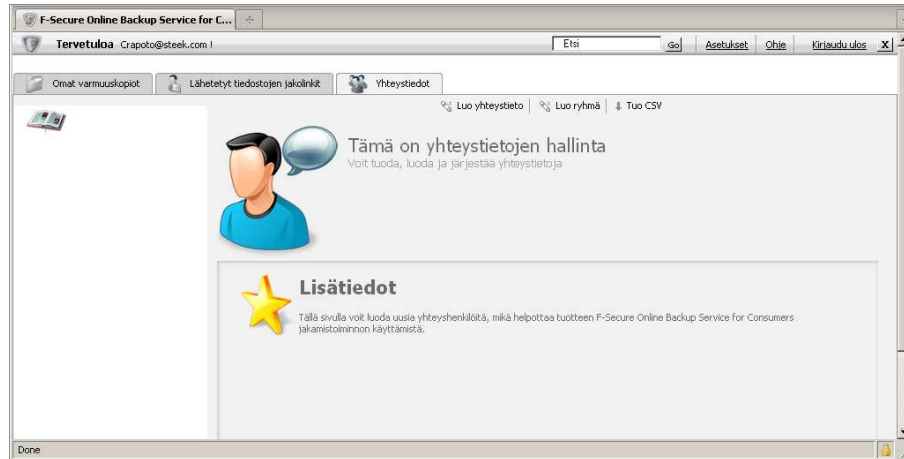 F-Secure Online Backup Service for C...
Tervetuloa Crapoto@steek.com !
Etsi
Go
Asetukset
Ohje
Kirjaudu ulos
X
Omat varmuuskopiot
Lähetetyt tiedostojen jakolinkit
Yhteystiedot
Luo yhteystieto
Luo ryhmä
Tuo CSV
Tämä on yhteystietojen hallinta
Voit tuoda, luoda ja järjestää yhteystietoja
Lisätiedot
Tällä sivulla voit luoda uusia yhteyshenkilöitä, mikä helpottaa tuotteen F-Secure Online Backup Service for Consumers
jakamistoiminnon käyttämistä.
Done